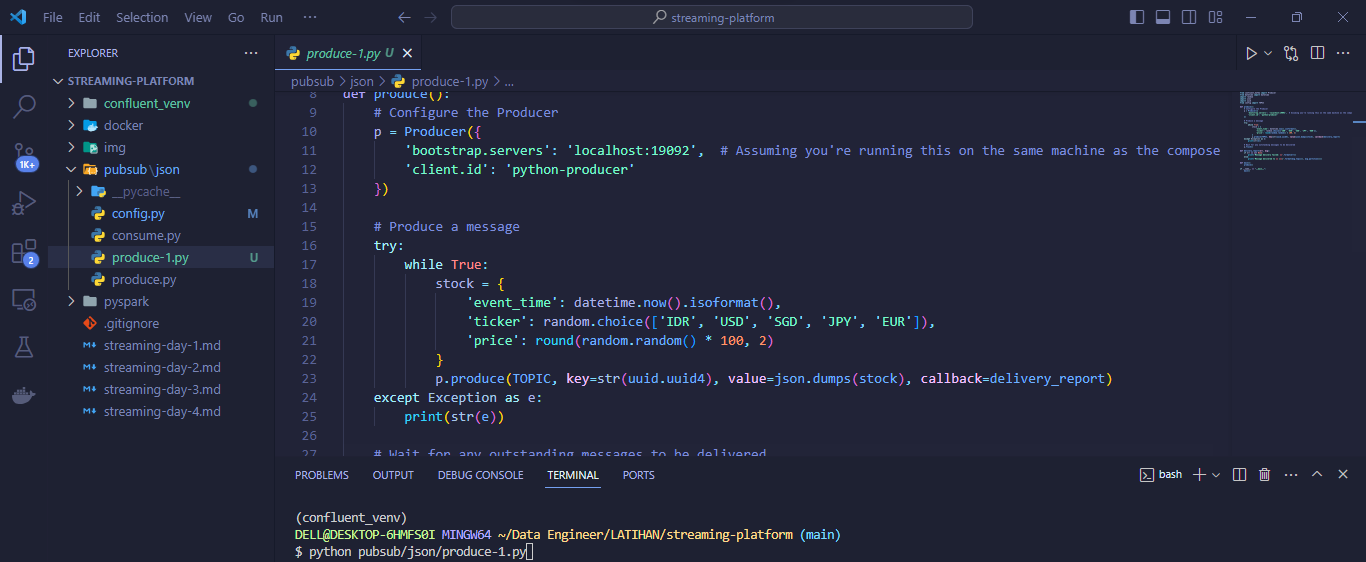 File Edit Selection View Go Run ···
streaming-platform
EXPLORER
STREAMING-PLATFORM
confluent_venv
docker
img
pubsub\json
__pycache__
config.py M
consume.py
produce-1.py U
produce.py
pyspark
.gitignore
streaming-day-1.md
streaming-day-2.md
streaming-day-3.md
streaming-day-4.md
1K+
2
produce-1.py U
pubsub > json > produce-1.py > ...
8 def produce():
9 # Configure the Producer
10 p = Producer({
11 'bootstrap.servers': 'localhost:19092',  # Assuming you're running this on the same machine as the compose
12 'client.id': 'python-producer'
13 })
14
15 # Produce a message
16 try:
17 while True:
18 stock = {
19 'event_time': datetime.now().isoformat(),
20 'ticker': random.choice(['IDR', 'USD', 'SGD', 'JPY', 'EUR']),
21 'price': round(random.random() * 100, 2)
22 }
23 p.produce(TOPIC, key=str(uuid.uuid4), value=json.dumps(stock), callback=delivery_report)
24 except Exception as e:
25 print(str(e))
26
27 # Wait for any outstanding messages to be delivered
PROBLEMS OUTPUT DEBUG CONSOLE TERMINAL PORTS
bash
(confluent_venv)
DELL@DESKTOP-6HMFS0I MINGW64 ~/Data Engineer/LATIHAN/streaming-platform (main)
$ python pubsub/json/produce-1.py